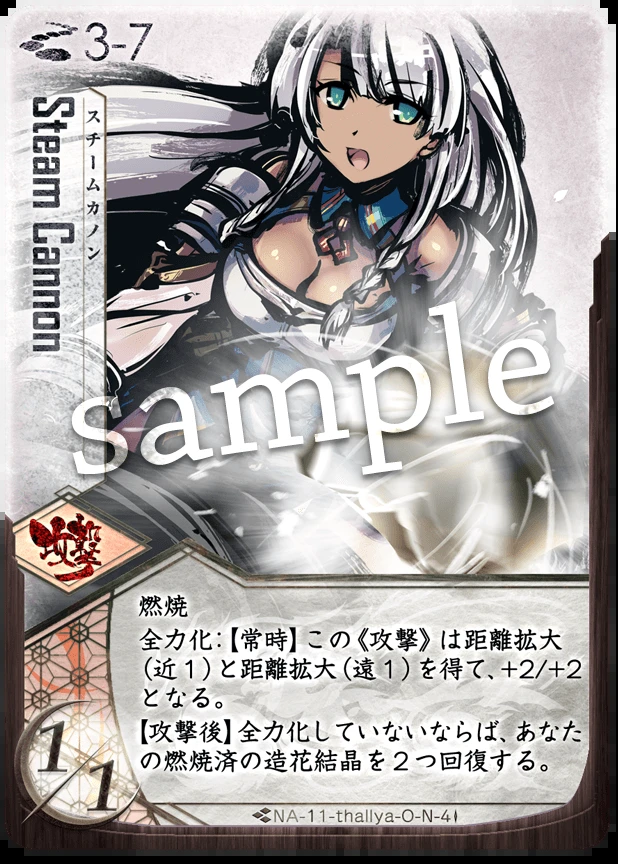 3-7
Steam Cannon
スチームカノン
sample
攻撃
燃焼
全力化：【常時】この《攻撃》は距離拡大
（近１）と距離拡大（遠１）を得て、+2/+2
となる。
【攻撃後】全力化していないならば、あなた
の燃焼済の造花結晶を２つ回復する。
1/1
NA-11-thallya-O-N-4